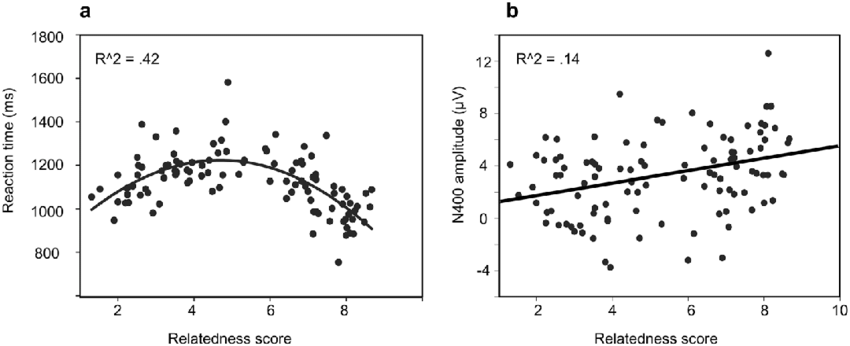 a
R^2 = .42
Reaction time (ms)
1800
1600
1400
1200
1000
800
2
4
6
8
Relatedness score
b
R^2 = .14
N400 amplitude (μV)
12
8
4
0
-4
2
4
6
8
10
Relatedness score